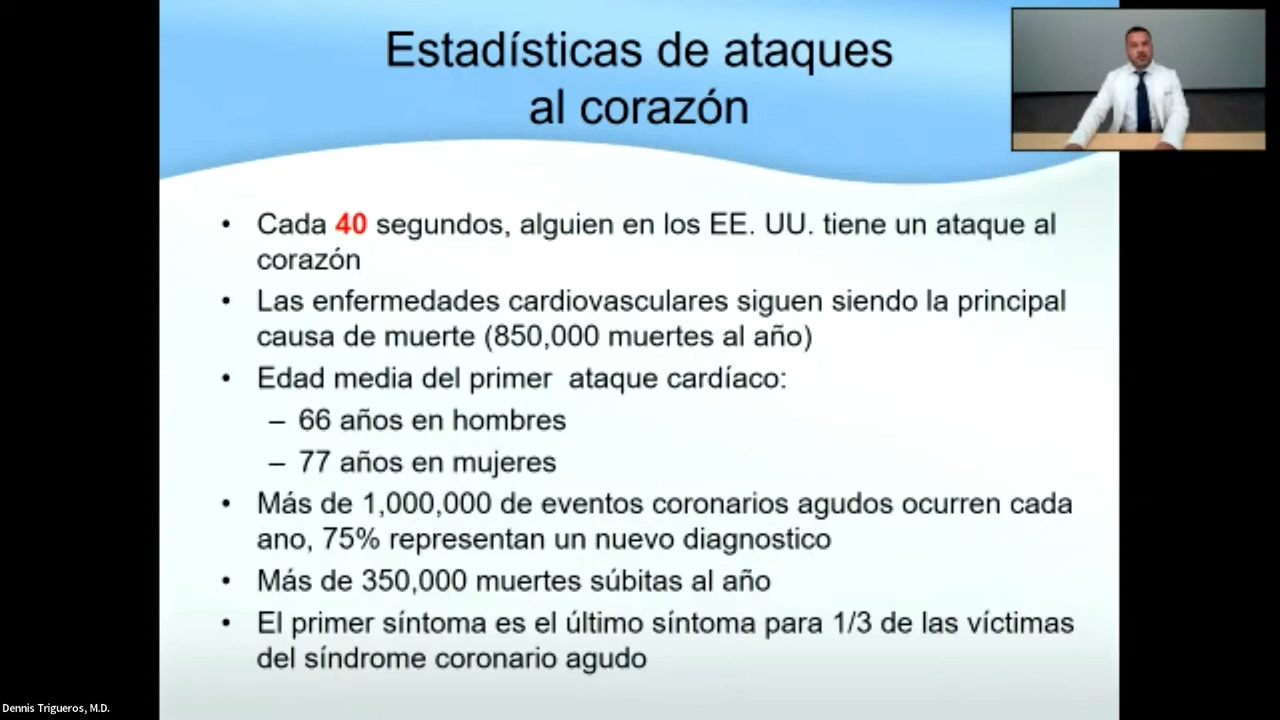 Estadísticas de ataques
al corazón
• Cada 40 segundos, alguien en los EE. UU. tiene un ataque al
corazón
• Las enfermedades cardiovasculares siguen siendo la principal
causa de muerte (850,000 muertes al año)
• Edad media del primer  ataque cardíaco:
– 66 años en hombres
– 77 años en mujeres
• Más de 1,000,000 de eventos coronarios agudos ocurren cada
ano, 75% representan un nuevo diagnostico
• Más de 350,000 muertes súbitas al año
• El primer síntoma es el último síntoma para 1/3 de las víctimas
del síndrome coronario agudo
Dennis Trigueros, M.D.